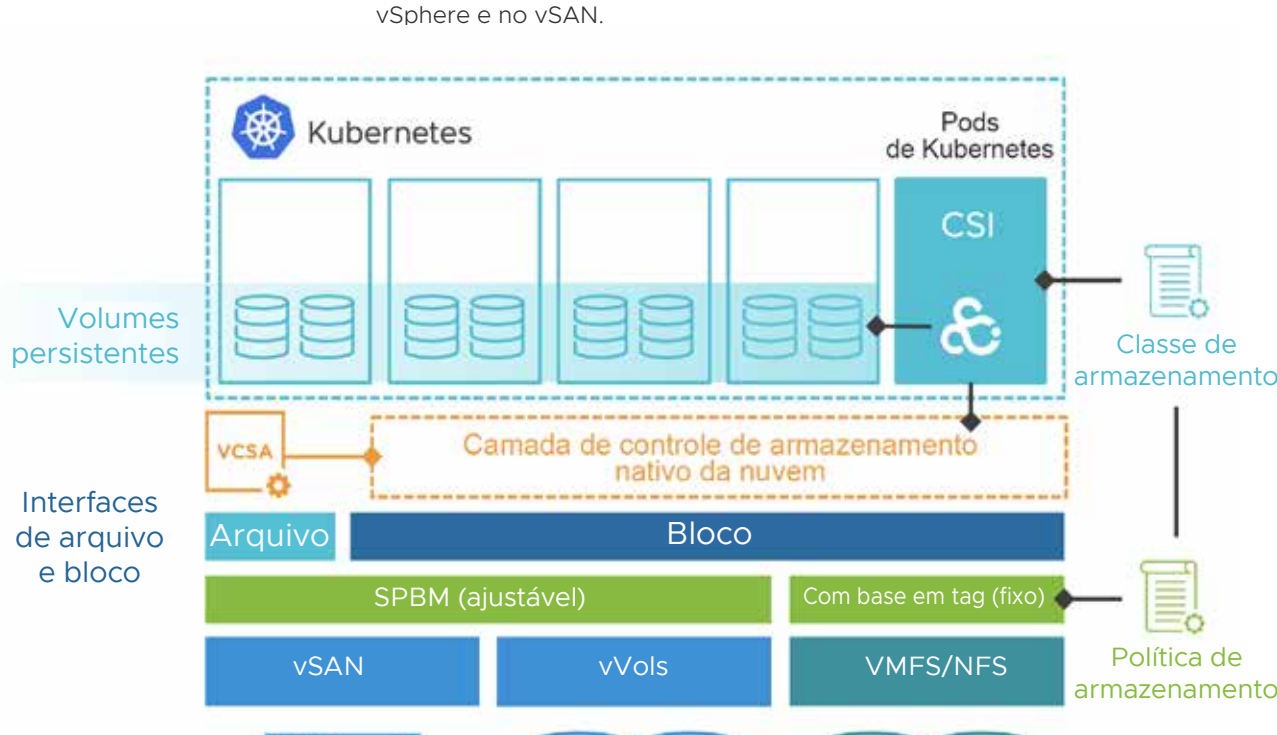 vSphere e no vSAN.
Kubernetes
Pods
de Kubernetes
CSI
Volumes
persistentes
Classe de
armazenamento
VCSA
Camada de controle de armazenamento
nativo da nuvem
Interfaces
de arquivo
e bloco
Arquivo
Bloco
SPBM (ajustável)
Com base em tag (fixo)
vSAN
vVols
VMFS/NFS
Política de
armazenamento